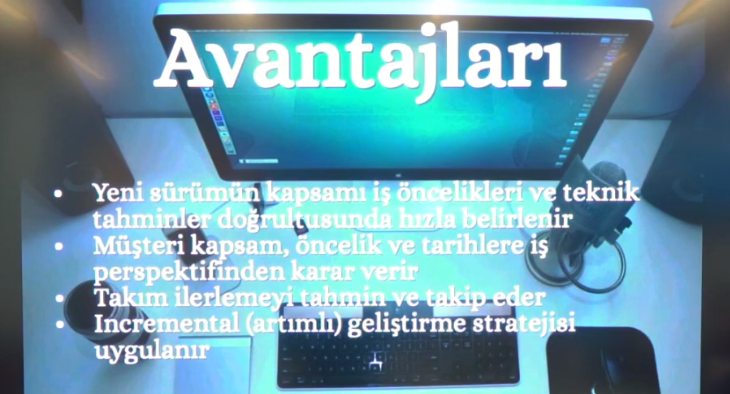 Avantajları
• Yeni sürümün kapsamı iş öncelikleri ve teknik
tahminler doğrultusunda hızla belirlenir
• Müşteri kapsam, öncelik ve tarihlere iş
perspektifinden karar verir
• Takım ilerlemeyi tahmin ve takip eder
• Incremental (artımlı) geliştirme stratejisi
uygulanır